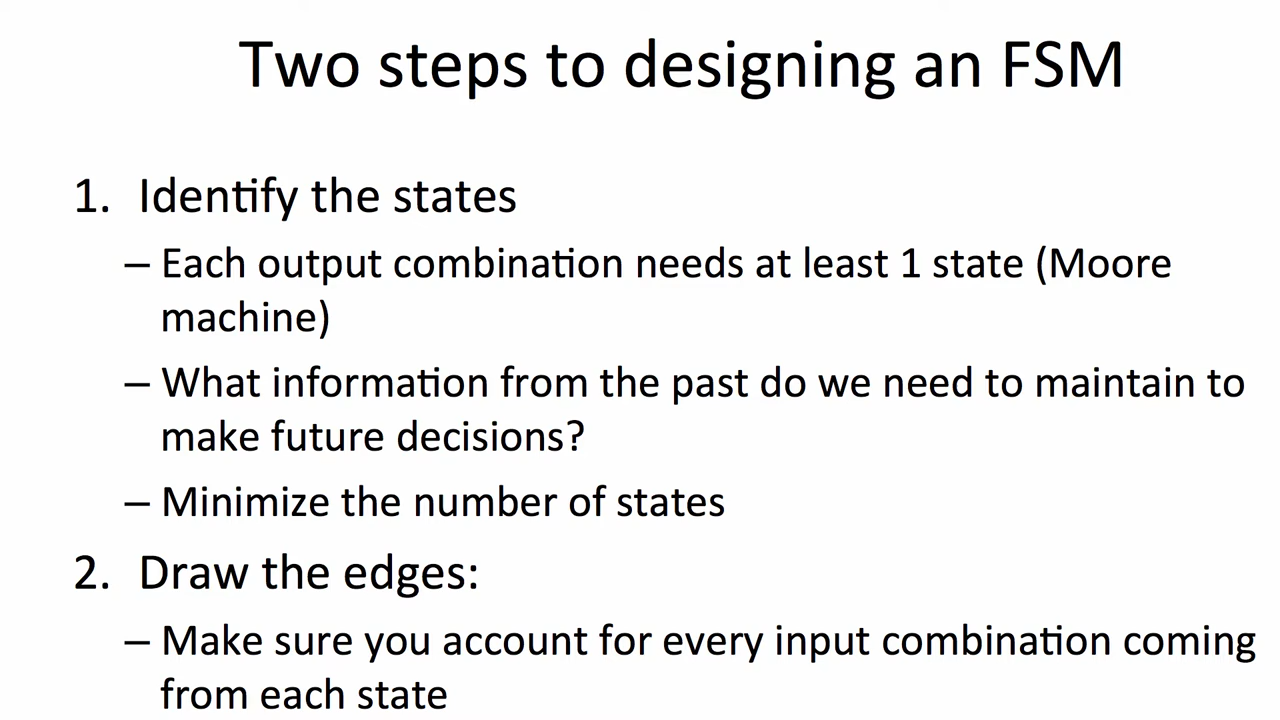 Two steps to designing an FSM
1. Identify the states
– Each output combination needs at least 1 state (Moore
machine)
– What information from the past do we need to maintain to
make future decisions?
– Minimize the number of states
2. Draw the edges:
– Make sure you account for every input combination coming
from each state